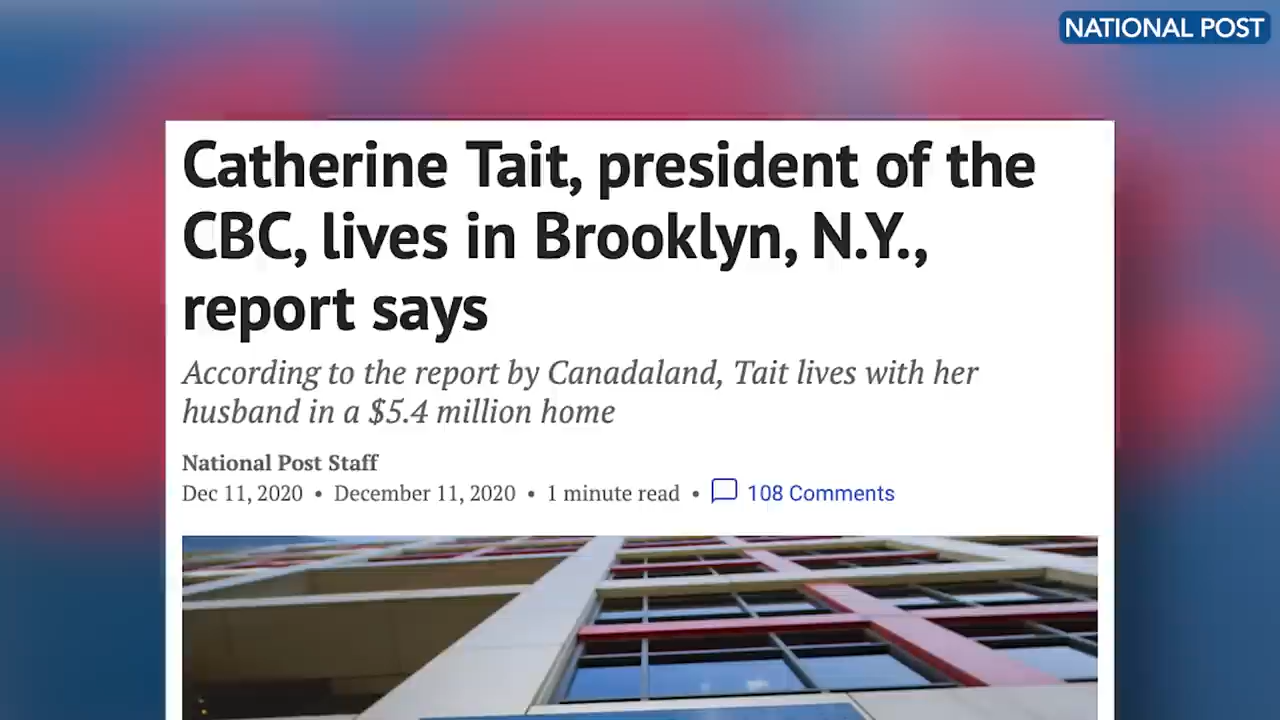 NATIONAL POST
Catherine Tait, president of the
CBC, lives in Brooklyn, N.Y.,
report says
According to the report by Canadaland, Tait lives with her
husband in a $5.4 million home
National Post Staff
Dec 11, 2020 • December 11, 2020 • 1 minute read • 108 Comments